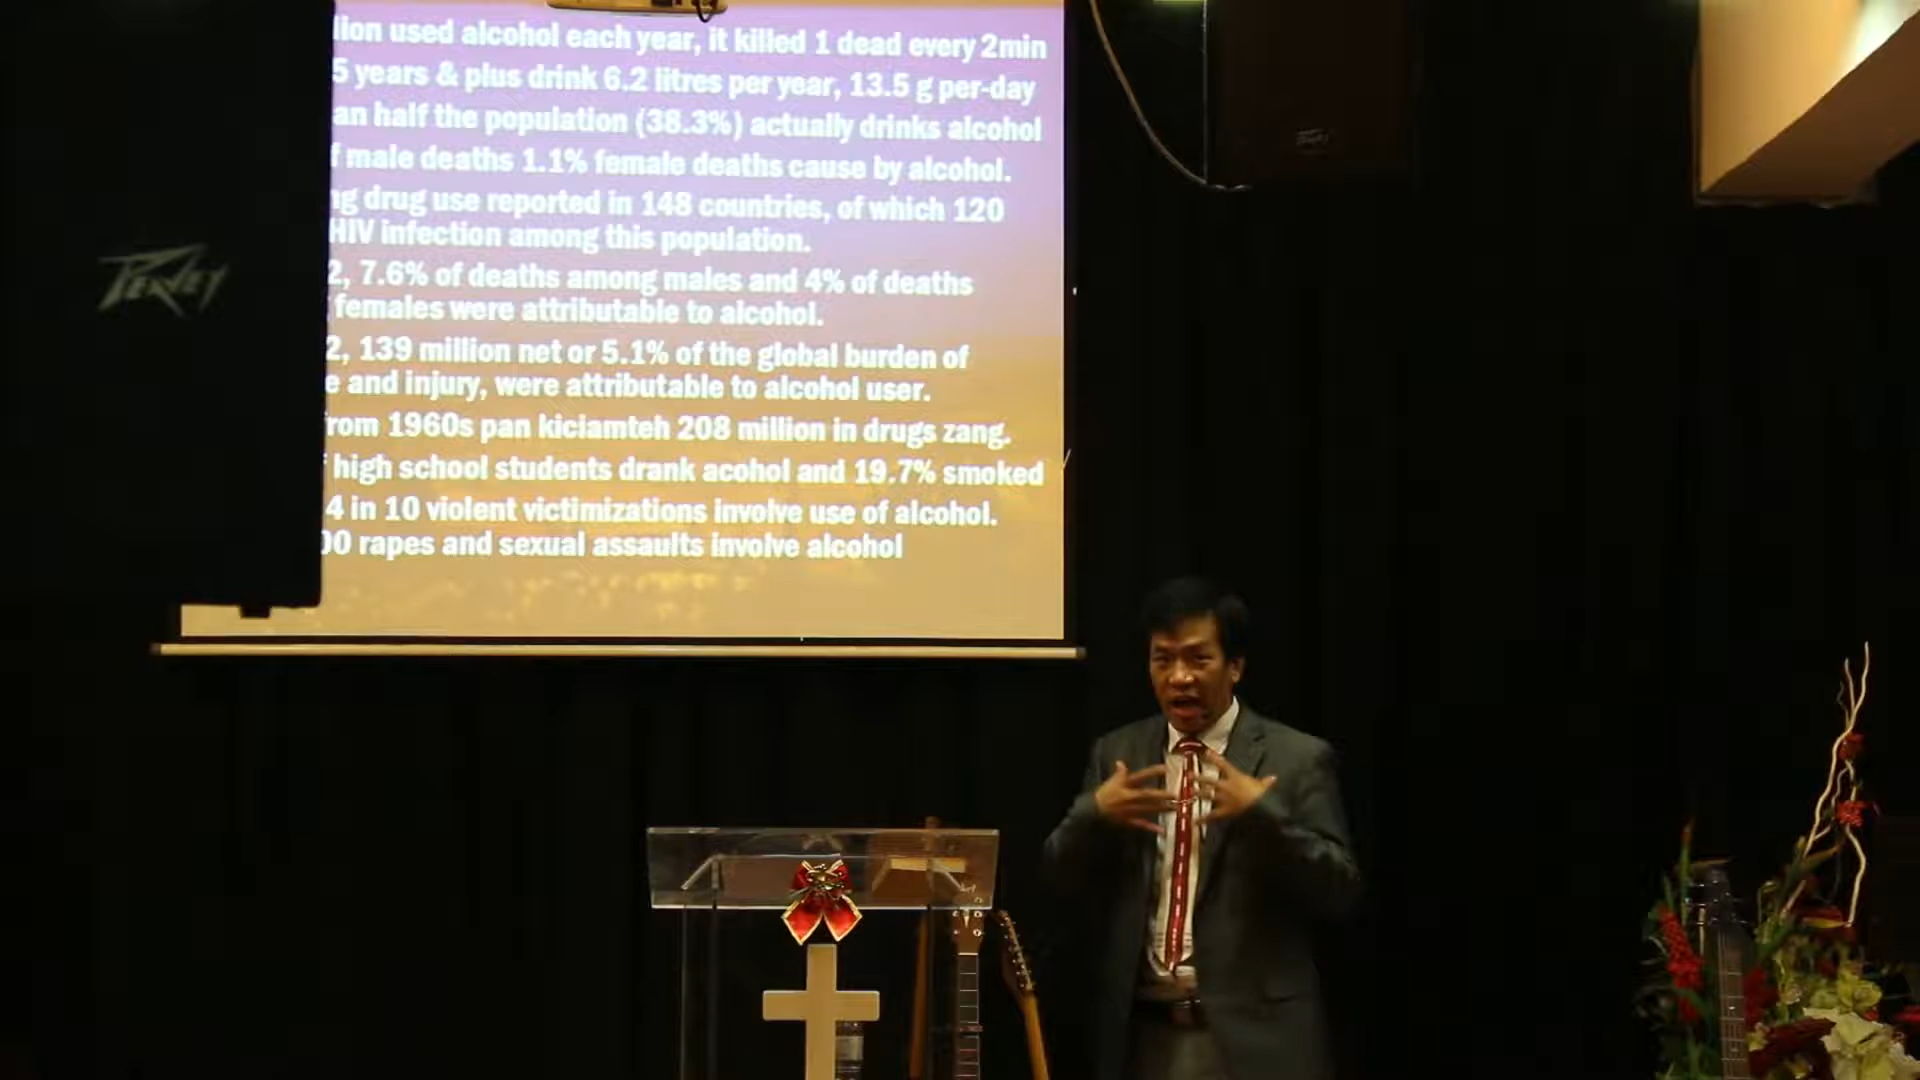 lion used alcohol each year, it killed 1 dead every 2min
5 years & plus drink 6.2 litres per year, 13.5 g per-day
an half the population (38.3%) actually drinks alcohol
f male deaths 1.1% female deaths cause by alcohol.
ng drug use reported in 148 countries, of which 120
HIV infection among this population.
2, 7.6% of deaths among males and 4% of deaths
females were attributable to alcohol.
2, 139 million net or 5.1% of the global burden of
e and injury, were attributable to alcohol user.
rom 1960s pan kiciamteh 208 million in drugs zang.
high school students drank acohol and 19.7% smoked
4 in 10 violent victimizations involve use of alcohol.
00 rapes and sexual assaults involve alcohol
PEAVEY